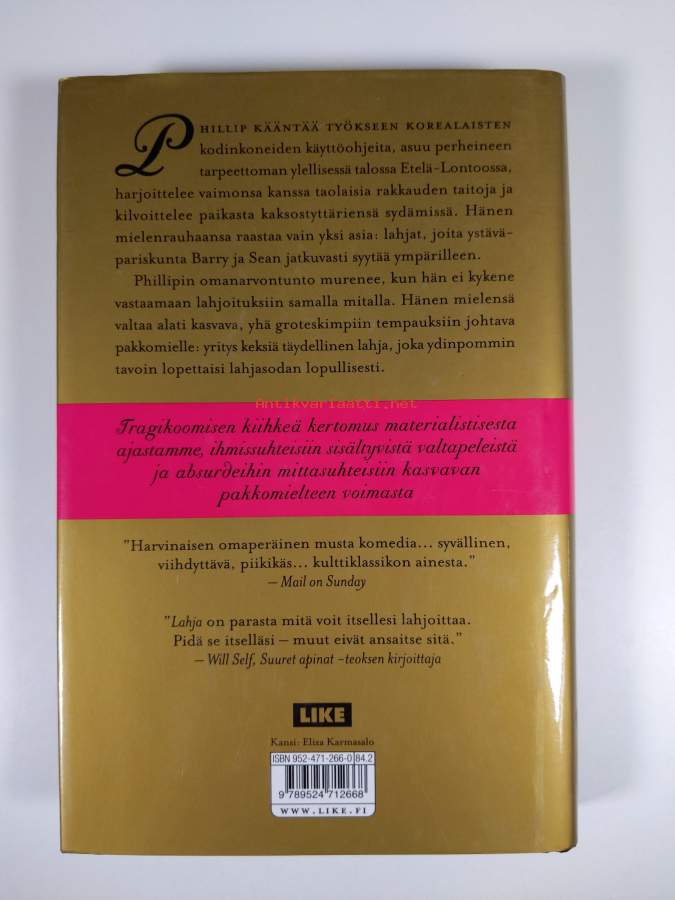 PHILLIP KÄÄNTÄÄ TYÖKSEEN KOREALAISTEN
kodinkoneiden käyttöohjeita, asuu perheineen
tarpeettoman ylellisessä talossa Etelä-Lontoossa,
harjoittelee vaimonsa kanssa taolaisia rakkauden taitoja ja
kilvoittelee paikasta kaksostyttäriensä sydämissä. Hänen
mielenrauhaansa raastaa vain yksi asia: lahjat, joita ystävä-
pariskunta Barry ja Sean jatkuvasti syytää ympärilleen.
Phillipin omanarvontunto murenee, kun hän ei kykene
vastaamaan lahjoituksiin samalla mitalla. Hänen mielensä
valtaa alati kasvava, yhä groteskimpiin tempauksiin johtava
pakkomielle: yritys keksiä täydellinen lahja, joka ydinpommin
tavoin lopettaisi lahjasodan lopullisesti.
Antikvariaatti.net
Tragikoomisen kiihkeä kertomus materialistisesta
ajastamme, ihmissuhteisiin sisältyvistä valtapeleistä
ja absurdeihin mittasuhteisiin kasvavan
pakkomielteen voimasta
"Harvinaisen omaperäinen musta komedia... syvällinen,
viihdyttävä, piikikäs... kulttiklassikon ainesta."
– Mail on Sunday
"Lahja on parasta mitä voit itsellesi lahjoittaa.
Pidä se itselläsi – muut eivät ansaitse sitä."
– Will Self, Suuret apinat -teoksen kirjoittaja
LIKE
Kansi: Eliza Karmasalo
ISBN 952-471-266-0 84.2
9 789524 712668
WWW.LIKE.FI